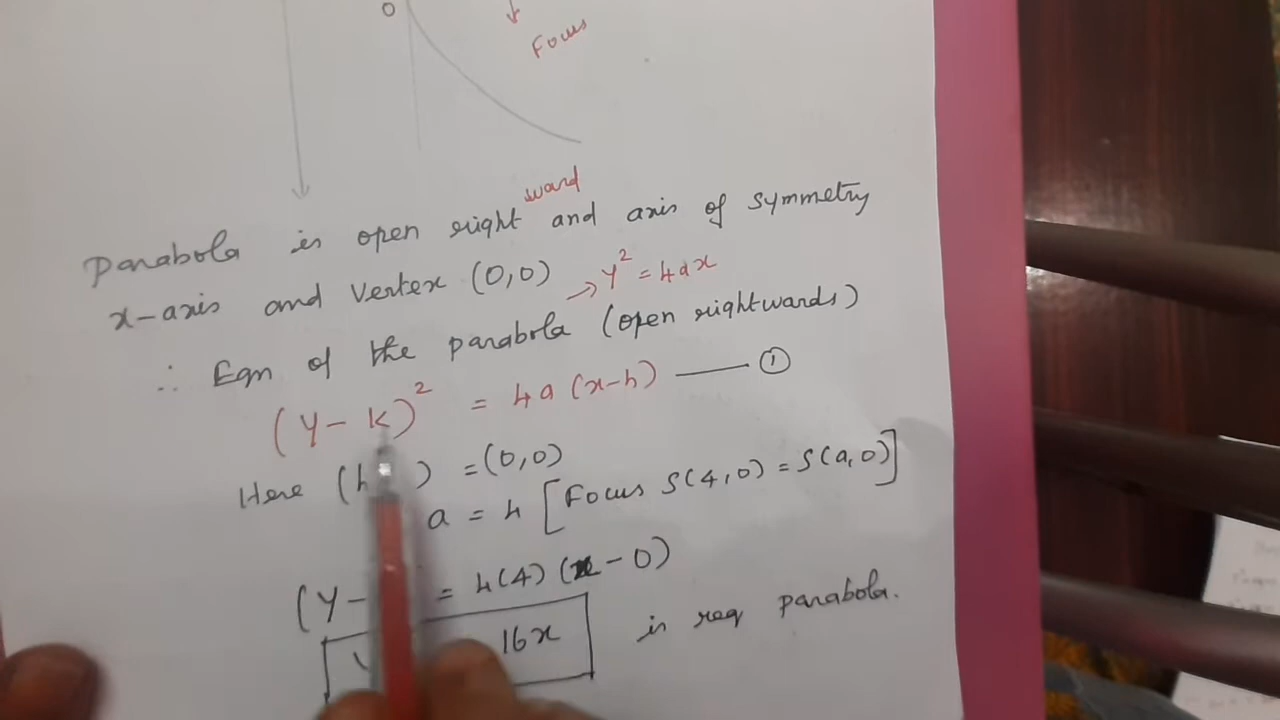 0
Focus
ward
Parabola is open right and axis of symmetry
x-axis and Vertex (0,0) → y² = 4ax
∴ Eqn of the parabola (open rightwards)
(y - k)² = 4a (x-h) —— ①
Here (h ) = (0,0)
a = 4 [Focus S(4,0) = S(a,0)]
(y- = 4(4) (x - 0)
16x is req parabola.